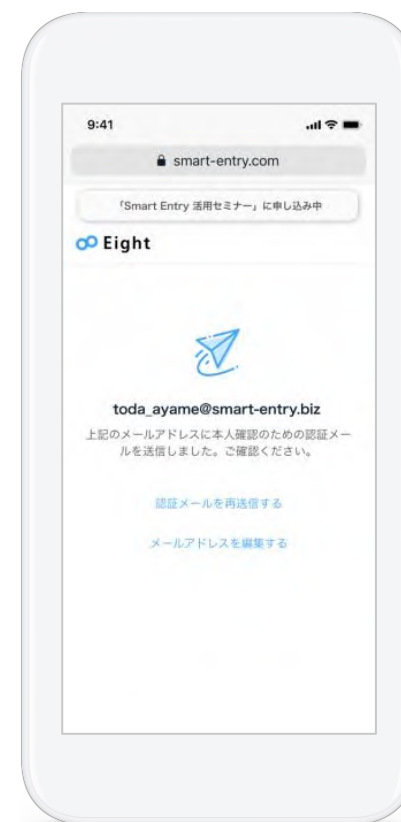 9:41
smart-entry.com
「Smart Entry 活用セミナー」に申し込み中
Eight
toda_ayame@smart-entry.biz
上記のメールアドレスに本人確認のための認証メー
ルを送信しました。ご確認ください。
認証メールを再送信する
メールアドレスを編集する